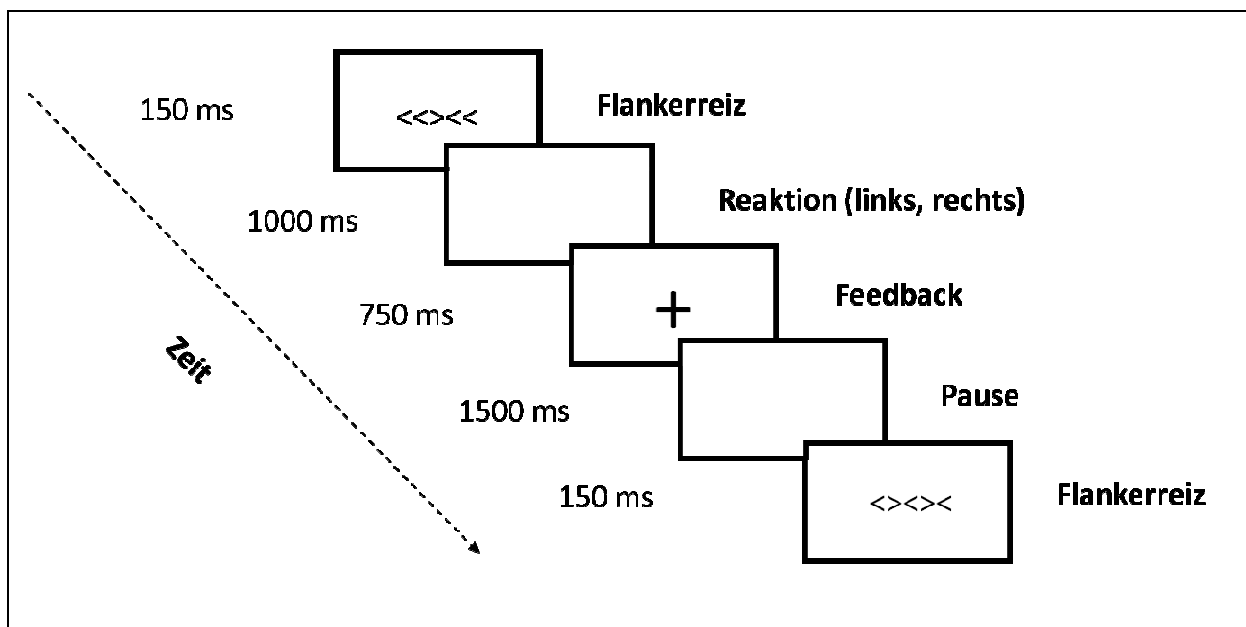 150 ms
<<><<
Flankerreiz
1000 ms
Reaktion (links, rechts)
750 ms
+
Feedback
Zeit
1500 ms
Pause
150 ms
<><><
Flankerreiz